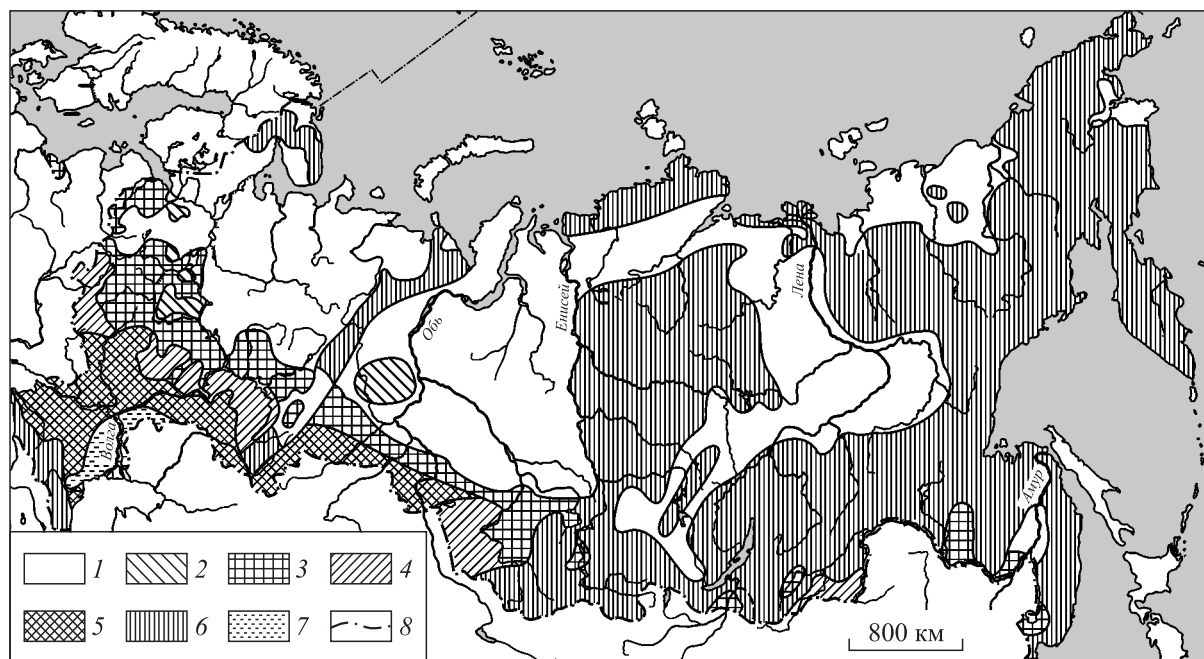 Обь
Енисей
Лена
Волга
Амур
1 2 3 4
5 6 7 8
800 км